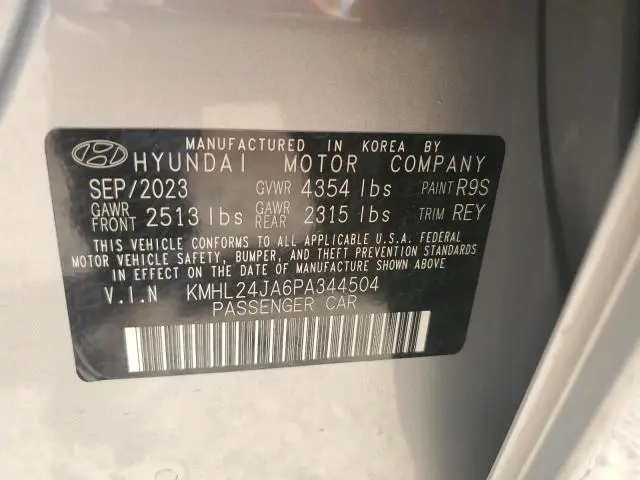 MANUFACTURED IN KOREA BY
HYUNDAI MOTOR COMPANY
SEP/2023 GVWR 4354 lbs PAINT R9S
GAWR FRONT 2513 lbs GAWR REAR 2315 lbs TRIM REY
THIS VEHICLE CONFORMS TO ALL APPLICABLE U.S.A. FEDERAL
MOTOR VEHICLE SAFETY, BUMPER, AND THEFT PREVENTION STANDARDS
IN EFFECT ON THE DATE OF MANUFACTURE SHOWN ABOVE
V.I.N KMHL24JA6PA344504
PASSENGER CAR